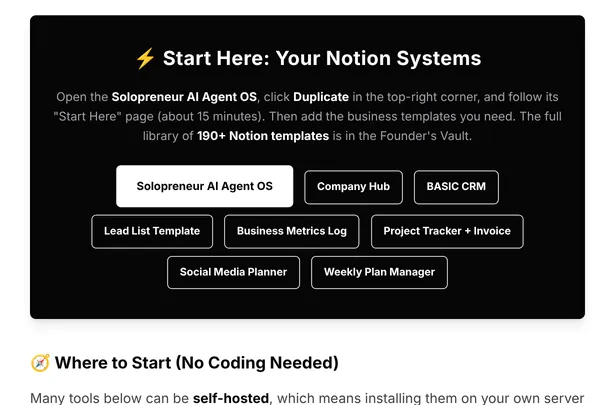 ⚡ Start Here: Your Notion Systems
Open the Solopreneur AI Agent OS, click Duplicate in the top-right corner, and follow its
"Start Here" page (about 15 minutes). Then add the business templates you need. The full
library of 190+ Notion templates is in the Founder's Vault.
Solopreneur AI Agent OS
Company Hub
BASIC CRM
Lead List Template
Business Metrics Log
Project Tracker + Invoice
Social Media Planner
Weekly Plan Manager
🧭 Where to Start (No Coding Needed)
Many tools below can be self-hosted, which means installing them on your own server